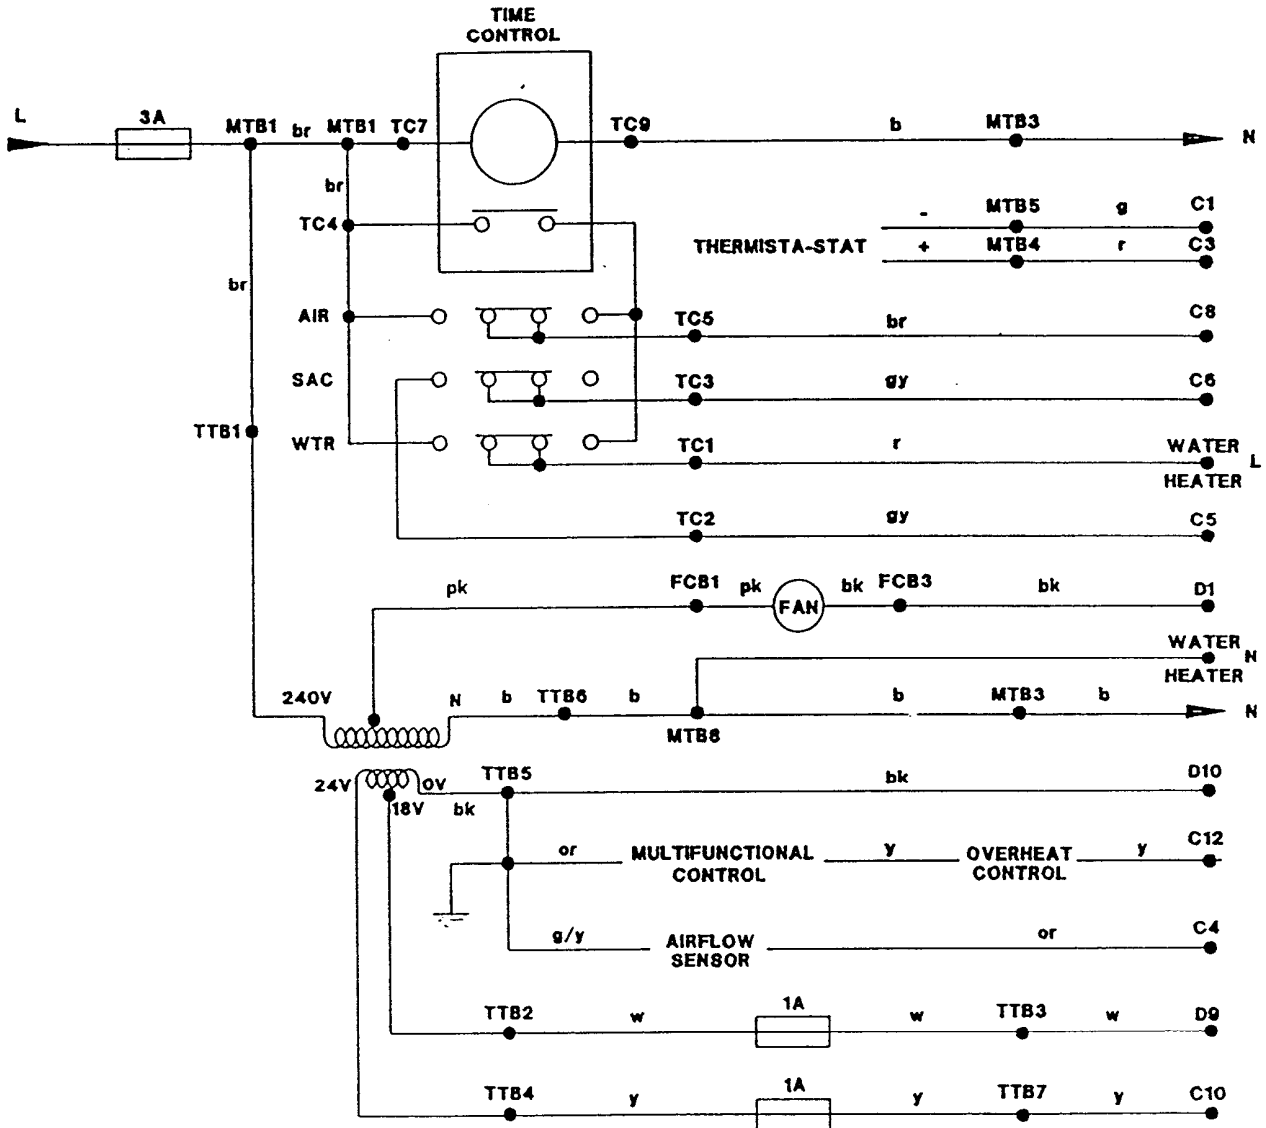 TIME
CONTROL
L
3A
MTB1 br MTB1 TC7
TC9 b MTB3 N
br
TC4
THERMISTA-STAT
- MTB5 g C1
+ MTB4 r C3
br
AIR
TC5 br C8
SAC
TC3 gy C6
TTB1
WTR
TC1 r WATER L
HEATER
TC2 gy C5
pk FCB1 pk FAN bk FCB3 bk D1
WATER N
HEATER
240V N b TTB6 b b MTB3 b N
MTB8
24V 0V TTB5 bk D10
18V bk
or MULTIFUNCTIONAL y OVERHEAT y C12
CONTROL CONTROL
g/y AIRFLOW or C4
SENSOR
TTB2 w 1A w TTB3 w D9
TTB4 y 1A y TTB7 y C10